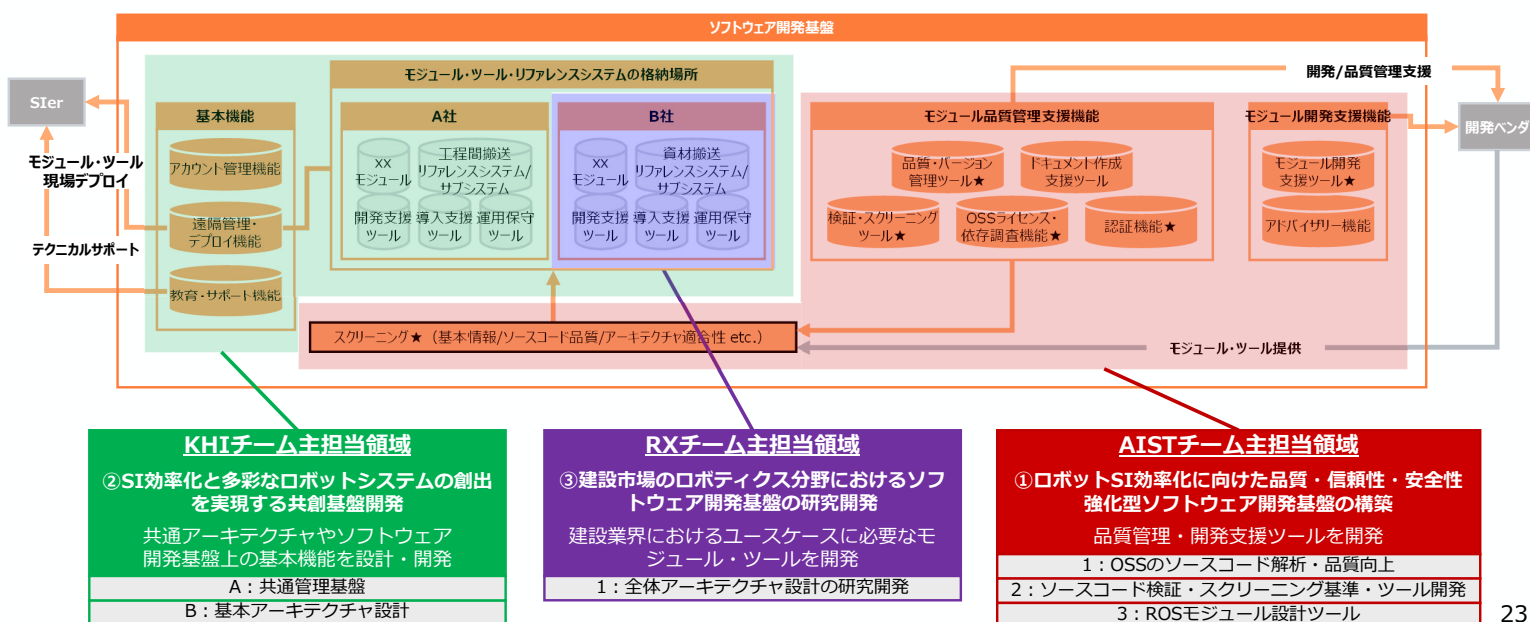 ソフトウェア開発基盤
モジュール・ツール・リファレンスシステムの格納場所
開発/品質管理支援
SIer
基本機能
A社
B社
モジュール品質管理支援機能
モジュール開発支援機能
開発ベンダ
アカウント管理機能
遠隔管理・
デプロイ機能
教育・サポート機能
モジュール・ツール
現場デプロイ
テクニカルサポート
XX
モジュール
工程間搬送
リファレンスシステム/
サブシステム
開発支援
ツール
導入支援
ツール
運用保守
ツール
XX
モジュール
資材搬送
リファレンスシステム/
サブシステム
開発支援
ツール
導入支援
ツール
運用保守
ツール
品質・バージョン
管理ツール★
ドキュメント作成
支援ツール
検証・スクリーニング
ツール★
OSSライセンス・
依存調査機能★
認証機能★
モジュール開発
支援ツール★
アドバイザリー機能
スクリーニング★（基本情報/ソースコード品質/アーキテクチャ適合性 etc.）
モジュール・ツール提供
KHIチーム主担当領域
②SI効率化と多彩なロボットシステムの創出
を実現する共創基盤開発
共通アーキテクチャやソフトウェア
開発基盤上の基本機能を設計・開発
A：共通管理基盤
B：基本アーキテクチャ設計
RXチーム主担当領域
③建設市場のロボティクス分野におけるソフ
トウェア開発基盤の研究開発
建設業界におけるユースケースに必要なモ
ジュール・ツールを開発
1：全体アーキテクチャ設計の研究開発
AISTチーム主担当領域
①ロボットSI効率化に向けた品質・信頼性・安全性
強化型ソフトウェア開発基盤の構築
品質管理・開発支援ツールを開発
1：OSSのソースコード解析・品質向上
2：ソースコード検証・スクリーニング基準・ツール開発
3：ROSモジュール設計ツール
23